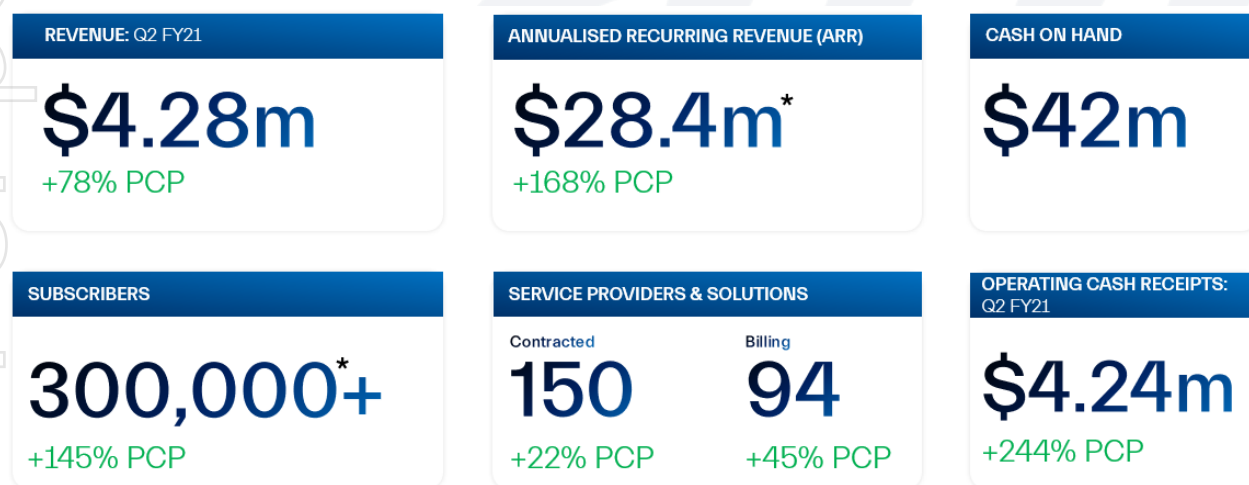 REVENUE: Q2 FY21
$4.28m
+78% PCP
ANNUALISED RECURRING REVENUE (ARR)
$28.4m*
+168% PCP
CASH ON HAND
$42m
SUBSCRIBERS
300,000*+
+145% PCP
SERVICE PROVIDERS & SOLUTIONS
Contracted
150
+22% PCP
Billing
94
+45% PCP
OPERATING CASH RECEIPTS:
Q2 FY21
$4.24m
+244% PCP